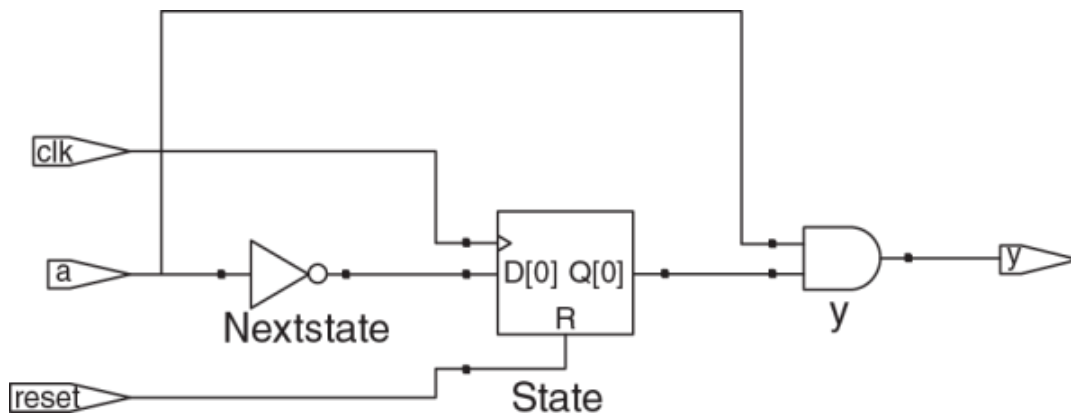 clk
a
D[0] Q[0]
y
R
y
Nextstate
reset
State